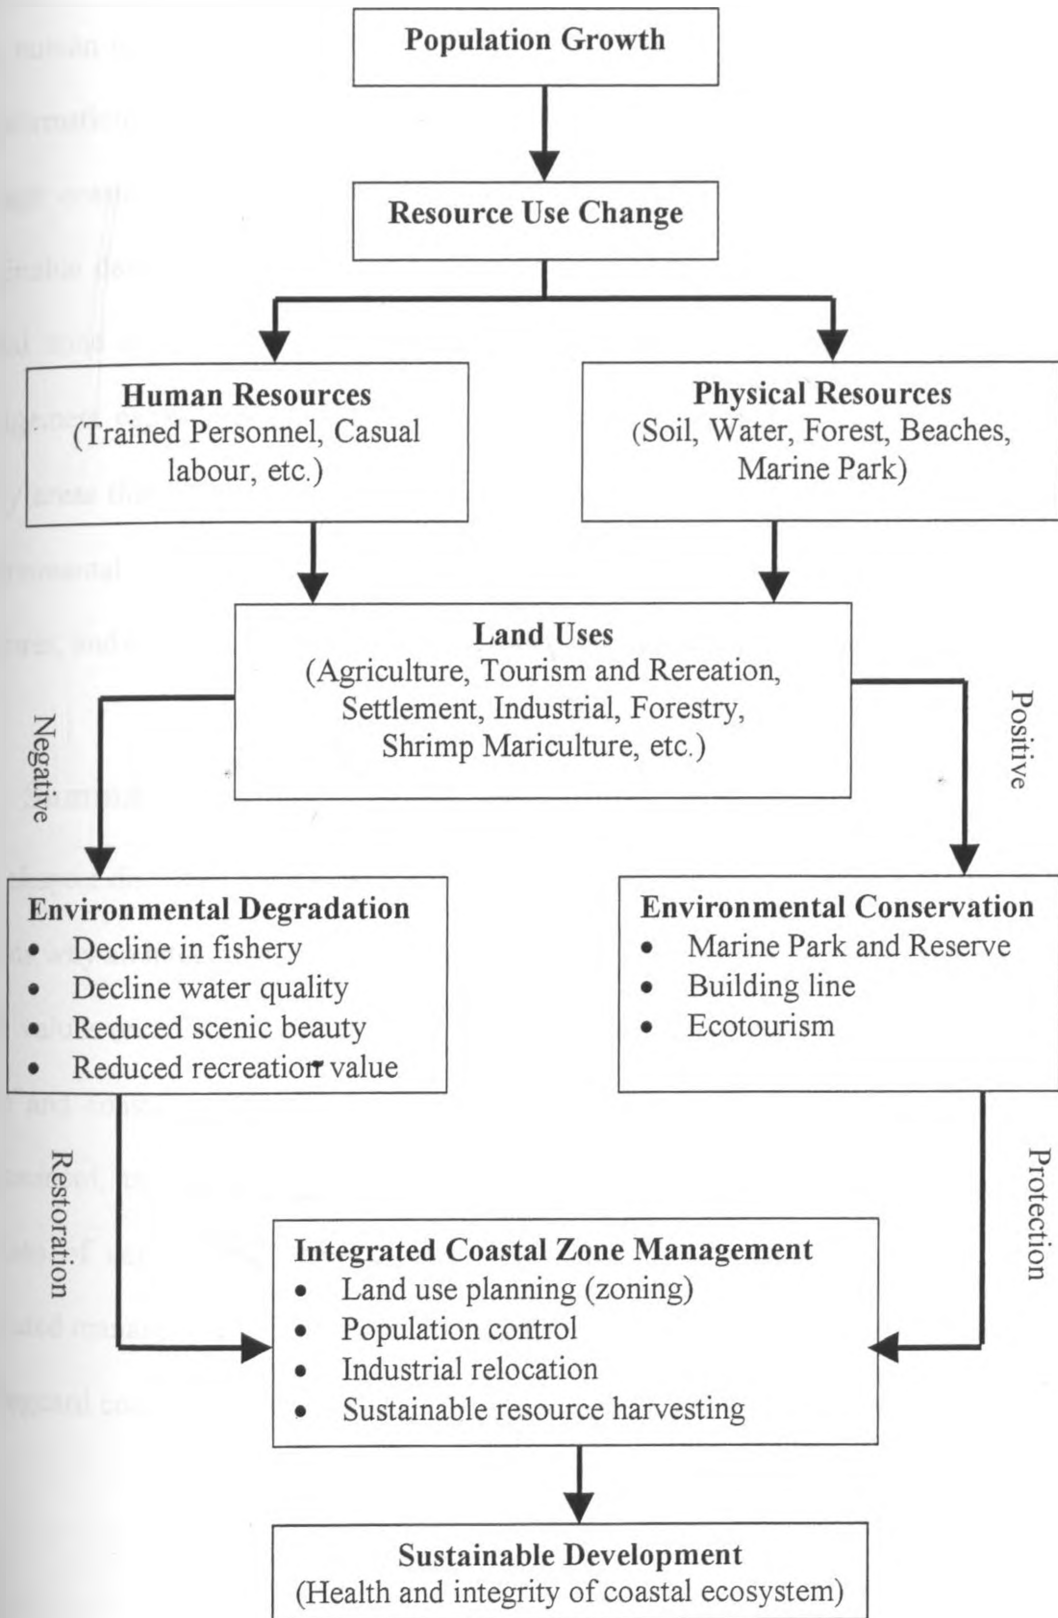 Population Growth
Resource Use Change
Human Resources
(Trained Personnel, Casual
labour, etc.)
Physical Resources
(Soil, Water, Forest, Beaches,
Marine Park)
Land Uses
(Agriculture, Tourism and Rereation,
Settlement, Industrial, Forestry,
Shrimp Mariculture, etc.)
Negative
Positive
Environmental Degradation
• Decline in fishery
• Decline water quality
• Reduced scenic beauty
• Reduced recreation value
Environmental Conservation
• Marine Park and Reserve
• Building line
• Ecotourism
Restoration
Protection
Integrated Coastal Zone Management
• Land use planning (zoning)
• Population control
• Industrial relocation
• Sustainable resource harvesting
Sustainable Development
(Health and integrity of coastal ecosystem)